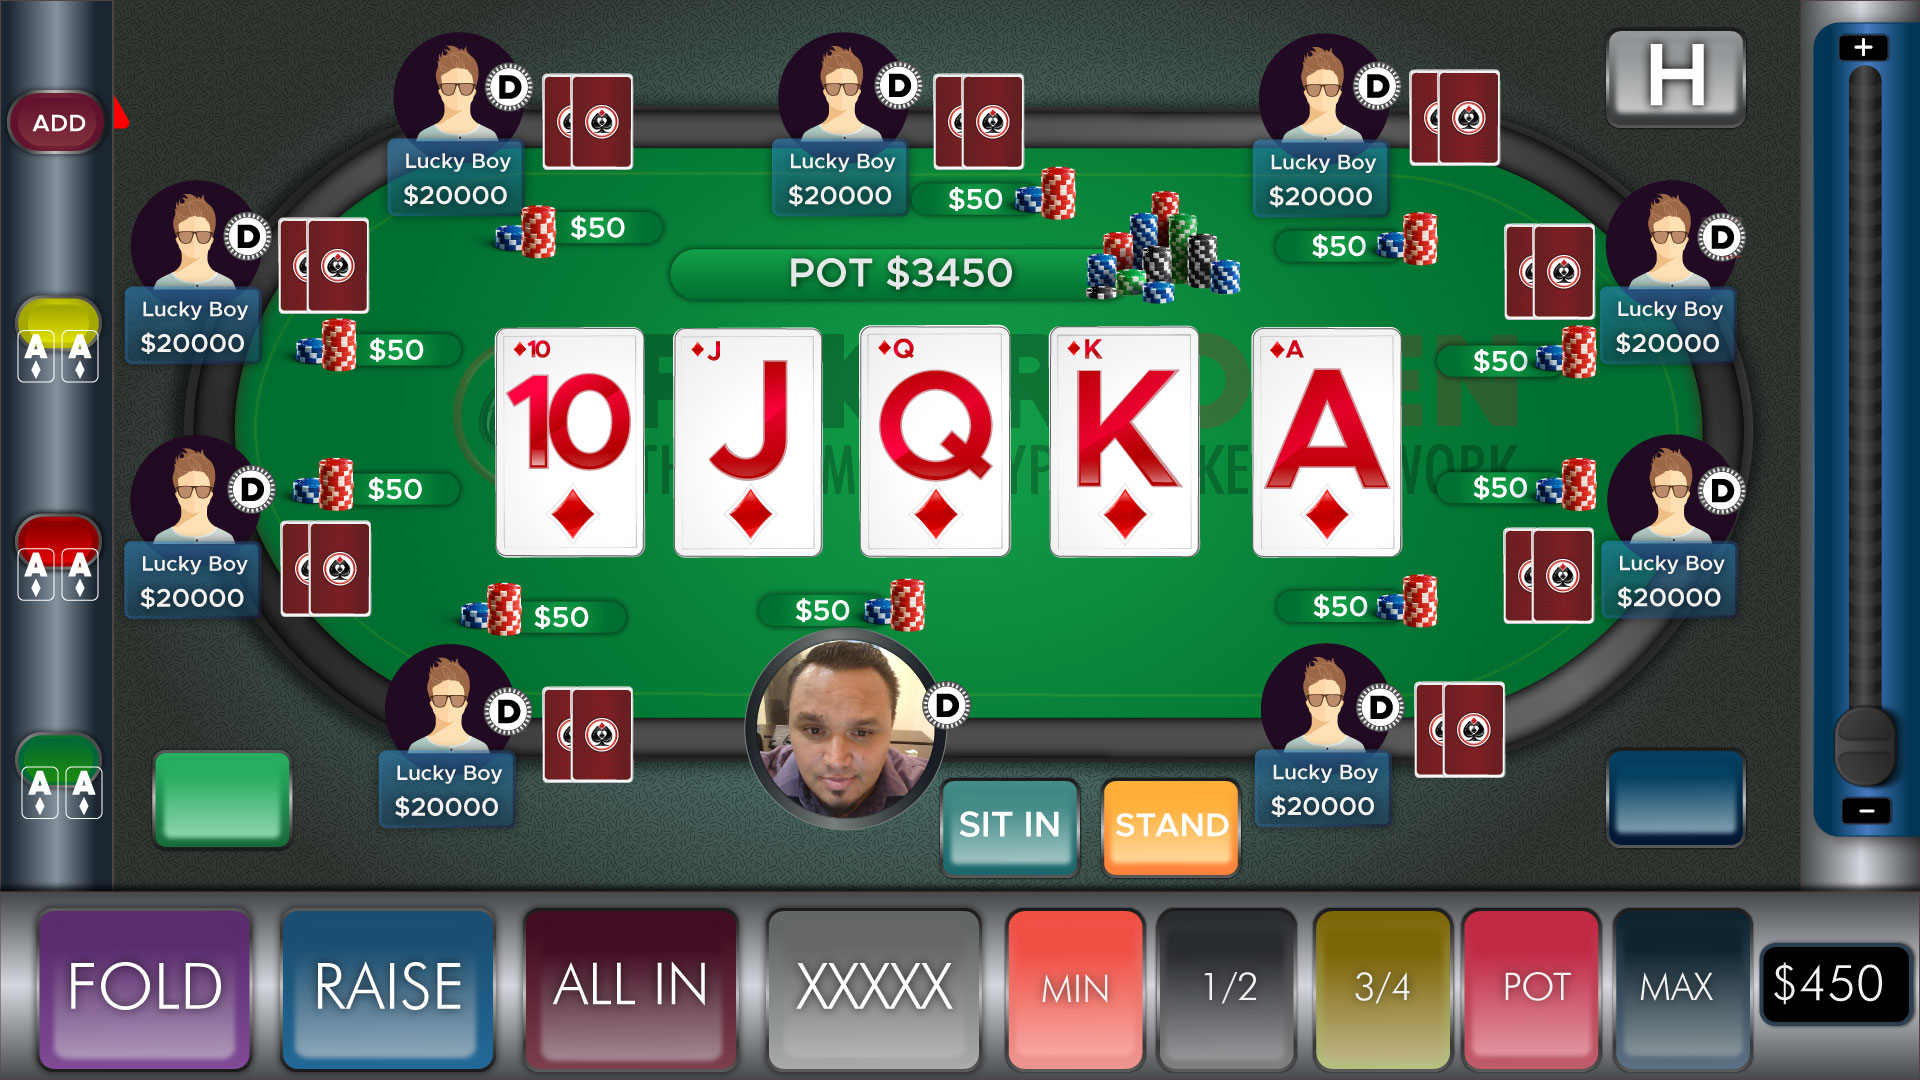 H
+
ADD
D
D
D
Lucky Boy
$20000
Lucky Boy
$20000
Lucky Boy
$20000
$50
$50
$50
D
D
Lucky Boy
$20000
Lucky Boy
$20000
POT $3450
$50
$50
A A
10
10
J
J
Q
Q
K
K
A
A
WORK
D
D
$50
$50
Lucky Boy
$20000
Lucky Boy
$20000
A A
$50
$50
$50
D
D
D
Lucky Boy
$20000
Lucky Boy
$20000
A A
SIT IN
STAND
-
FOLD
RAISE
ALL IN
XXXXX
MIN
1/2
3/4
POT
MAX
$450